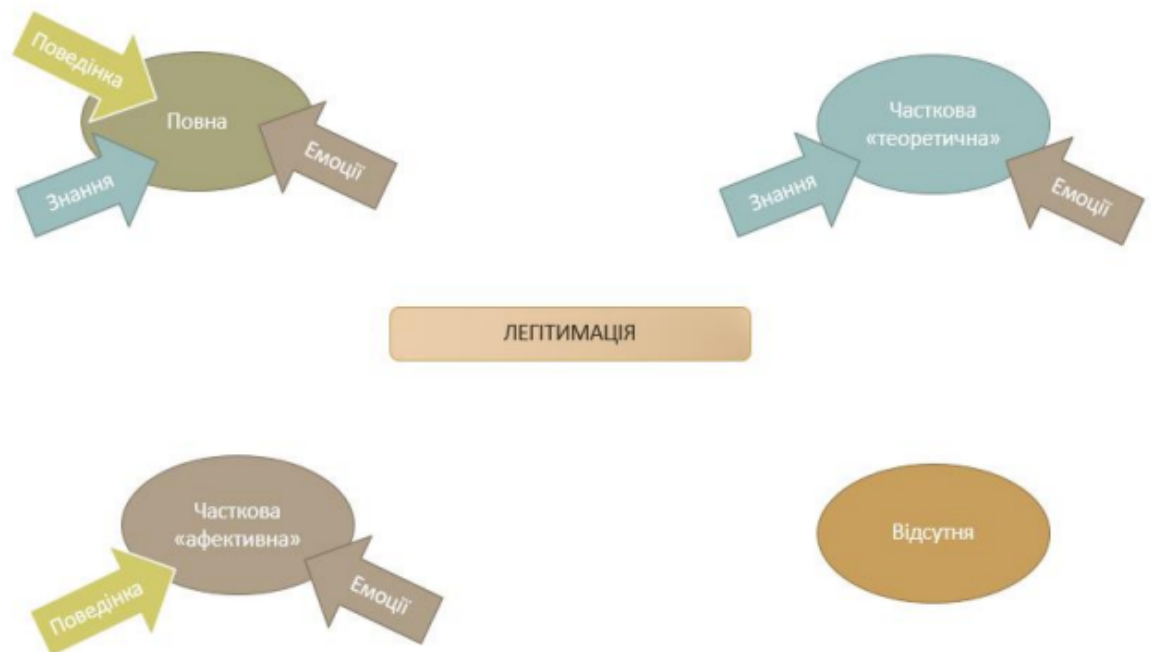 Поведінка
Повна
Знання
Емоції
Часткова
«теоретична»
Знання
Емоції
ЛЕГІТИМАЦІЯ
Часткова
«афективна»
Поведінка
Емоції
Відсутня